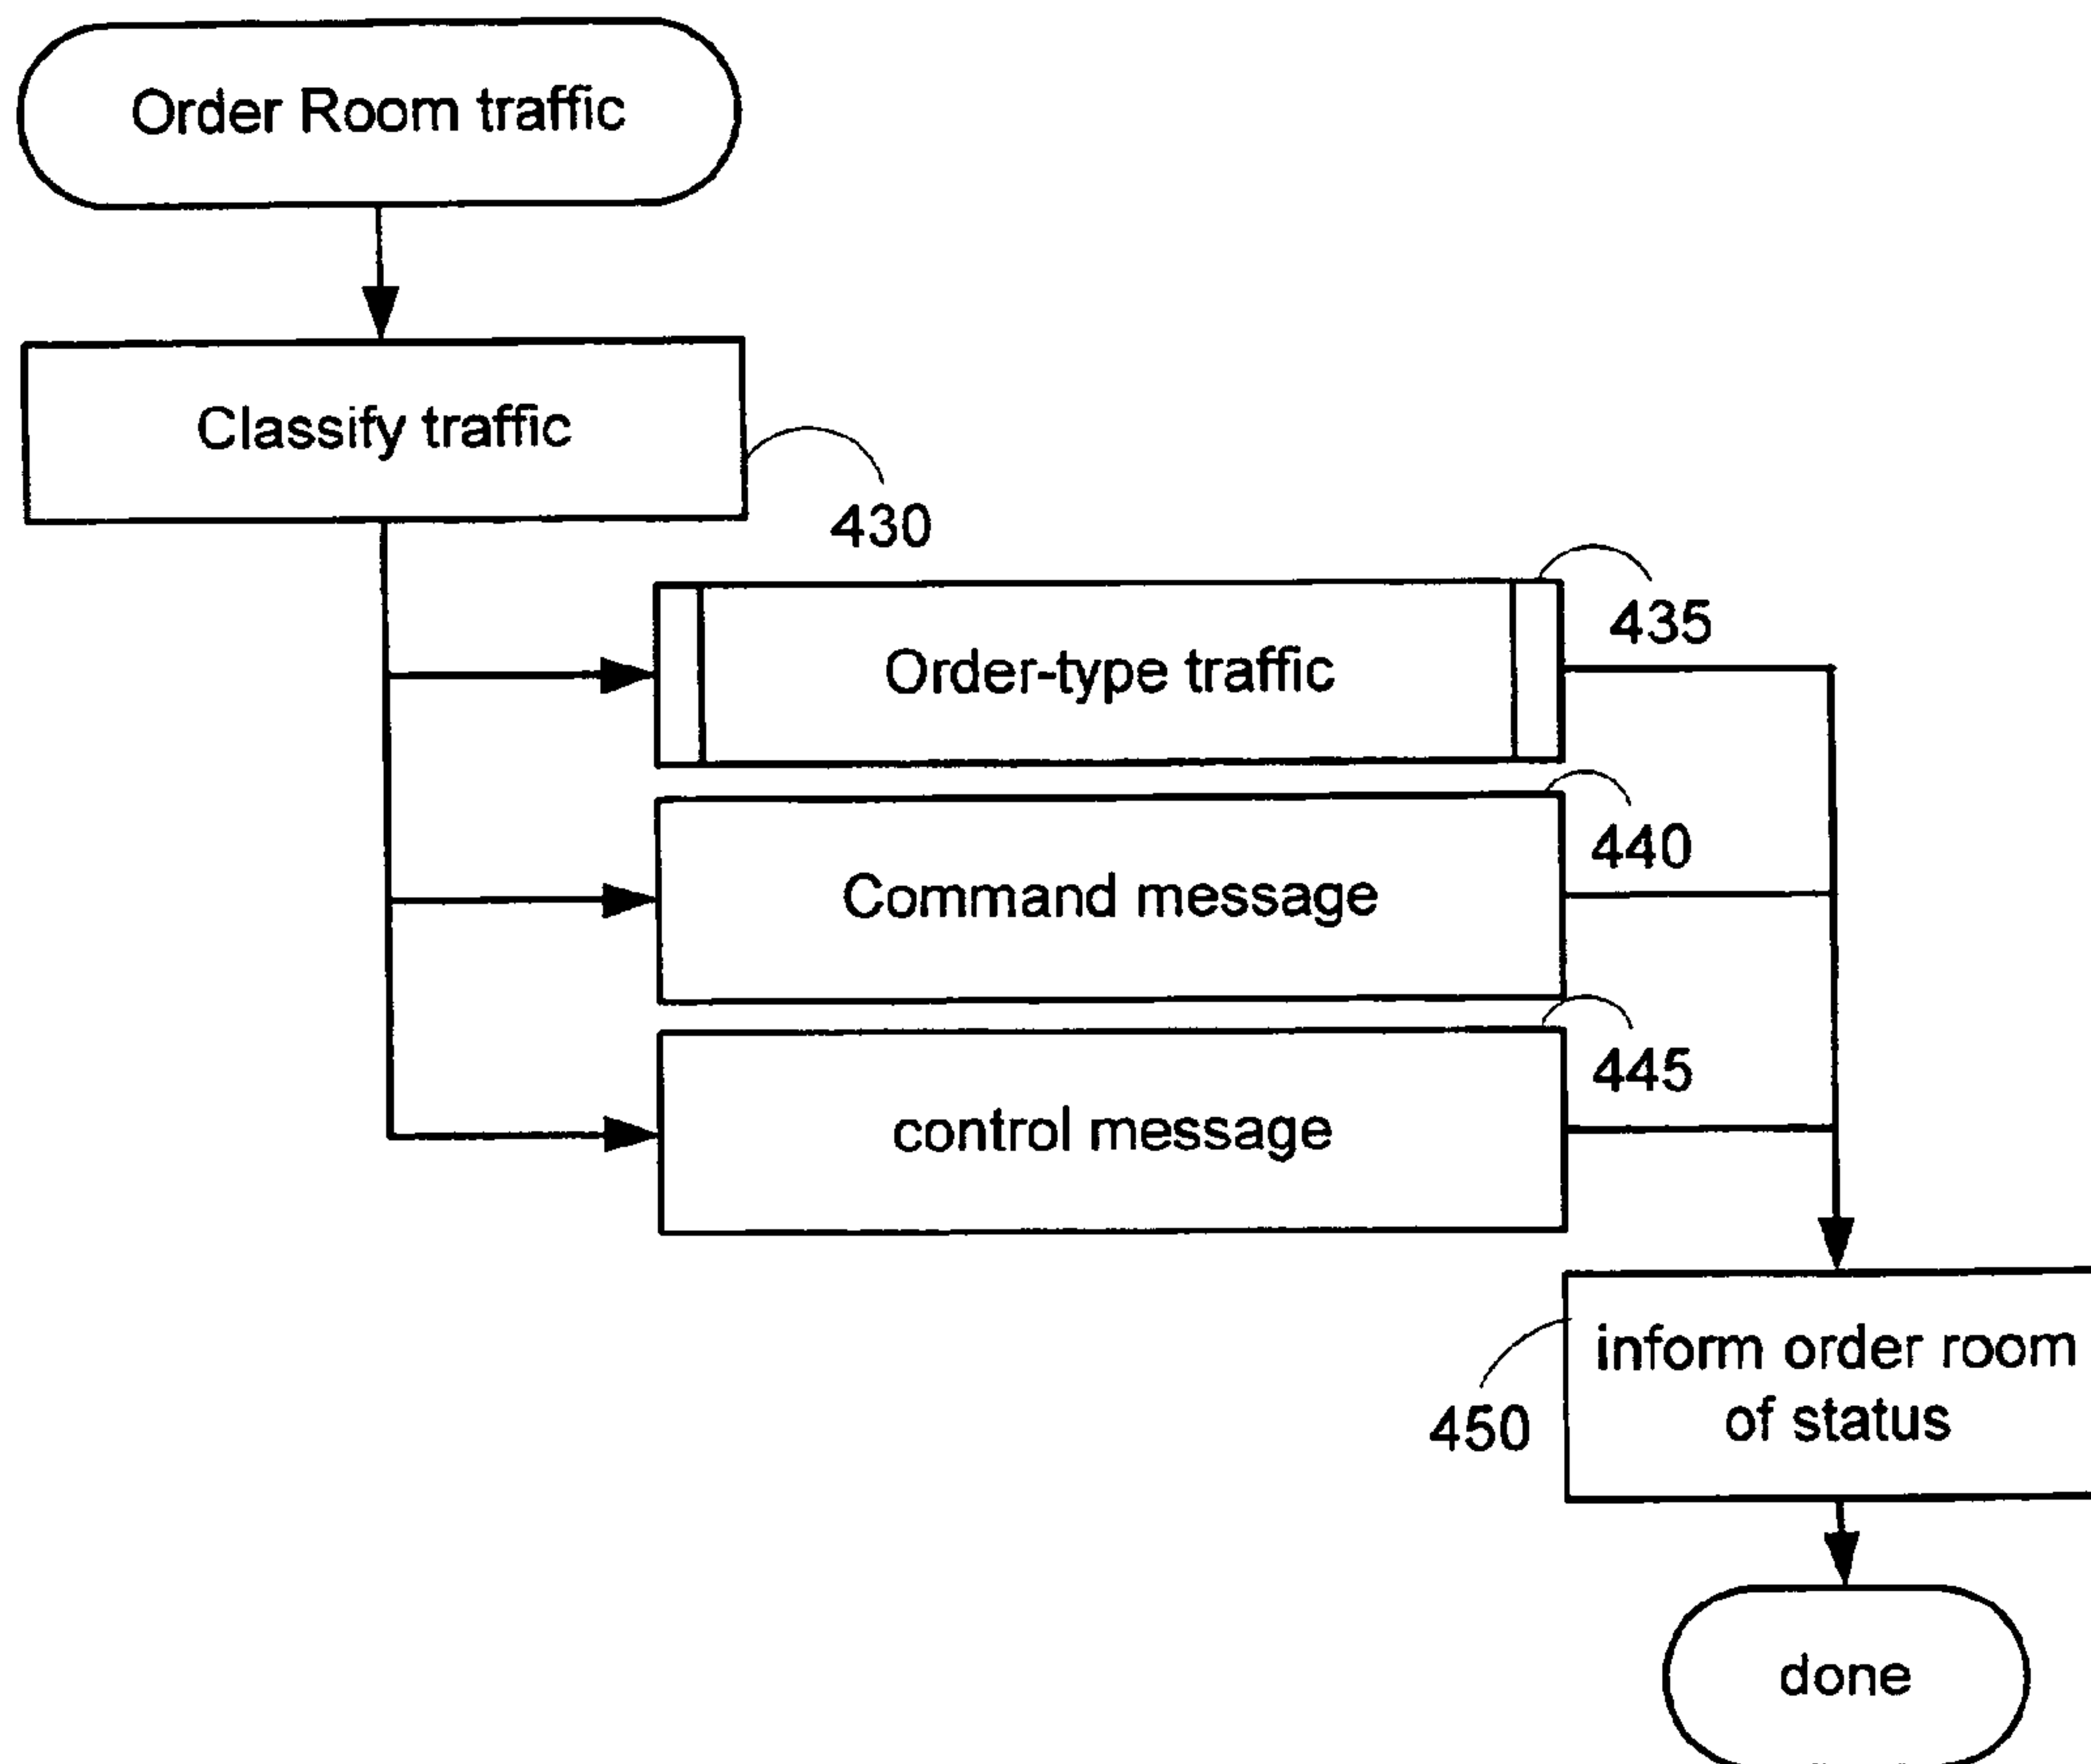 Order Room traffic
Classify traffic
430
435
Order-type traffic
440
Command message
445
control message
inform order room
of status
450
done